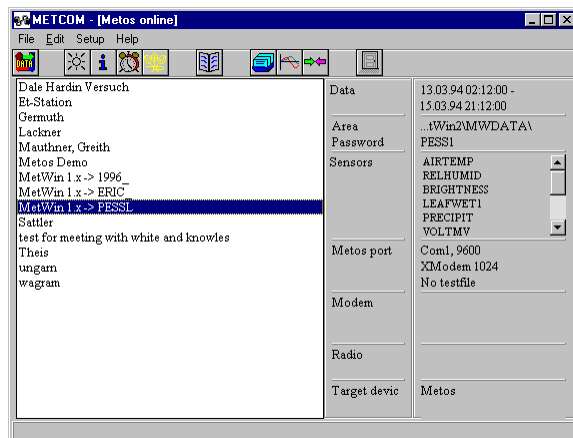 METCOM - [Metos online]
File Edit Setup Help
DATA
Dale Hardin Versuch
Et-Station
Germuth
Lackner
Mauthner, Greith
Metos Demo
MetWin 1.x -> 1996_
MetWin 1.x -> ERIC_
MetWin 1.x -> PESSL
Sattler
test for meeting with white and knowles
Theis
ungarn
wagram
Data
13.03.94 02:12:00 -
15.03.94 21:12:00
Area
...tWin2\MWDATA\
Password
PESS1
Sensors
AIRTEMP
RELHUMID
BRIGHTNESS
LEAFWET1
PRECIPIT
VOLTMV
Metos port
Com1, 9600
XModem 1024
No testfile
Modem
Radio
Target devic
Metos